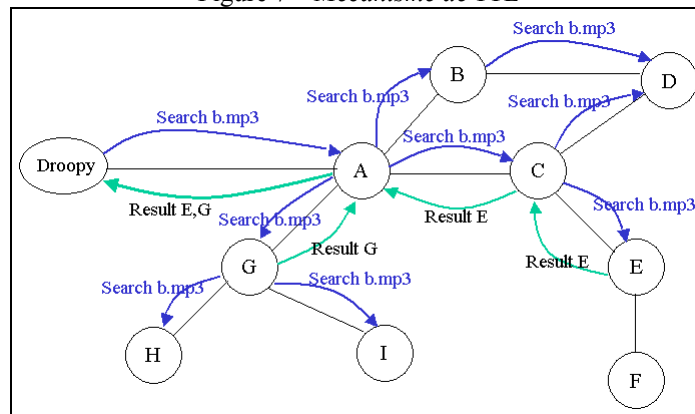 Search b.mp3
B
D
Search b.mp3
Search b.mp3
Search b.mp3
Search b.mp3
Droopy
A
C
Result E,G
Search b.mp3
Result E
Search b.mp3
Result G
G
Result E
E
Search b.mp3
Search b.mp3
H
I
F